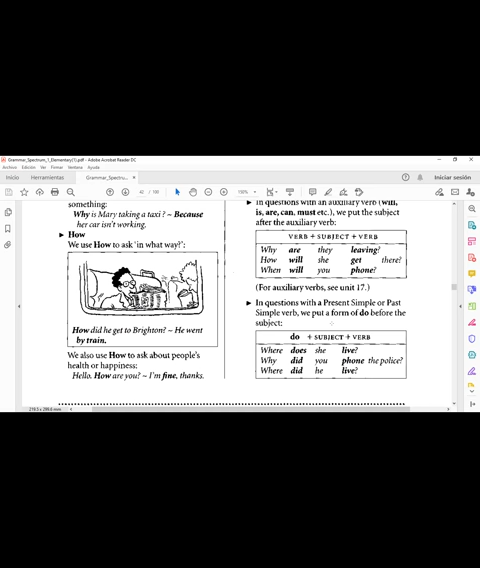 Grammar_Spectrum_1_Elementary(1).pdf - Adobe Acrobat Reader DC
Archivo Edición Ver Firmar Ventana Ayuda
Inicio Herramientas Grammar_Spectru... Iniciar sesión
42 / 150%
something:
Why is Mary taking a taxi? ~ Because
her car isn't working.
► How
We use How to ask 'in what way?':
How did he get to Brighton? ~ He went
by train.
We also use How to ask about people's
health or happiness:
Hello. How are you? ~ I'm fine, thanks.
► In questions with an auxiliary verb (will,
is, are, can, must etc.), we put the subject
after the auxiliary verb:
VERB + SUBJECT + VERB
Why are they leaving?
How will she get there?
When will you phone?
(For auxiliary verbs, see unit 17.)
► In questions with a Present Simple or Past
Simple verb, we put a form of do before the
subject:
do + SUBJECT + VERB
Where does she live?
Why did you phone the police?
Where did he live?
219.5 x 299.6 mm